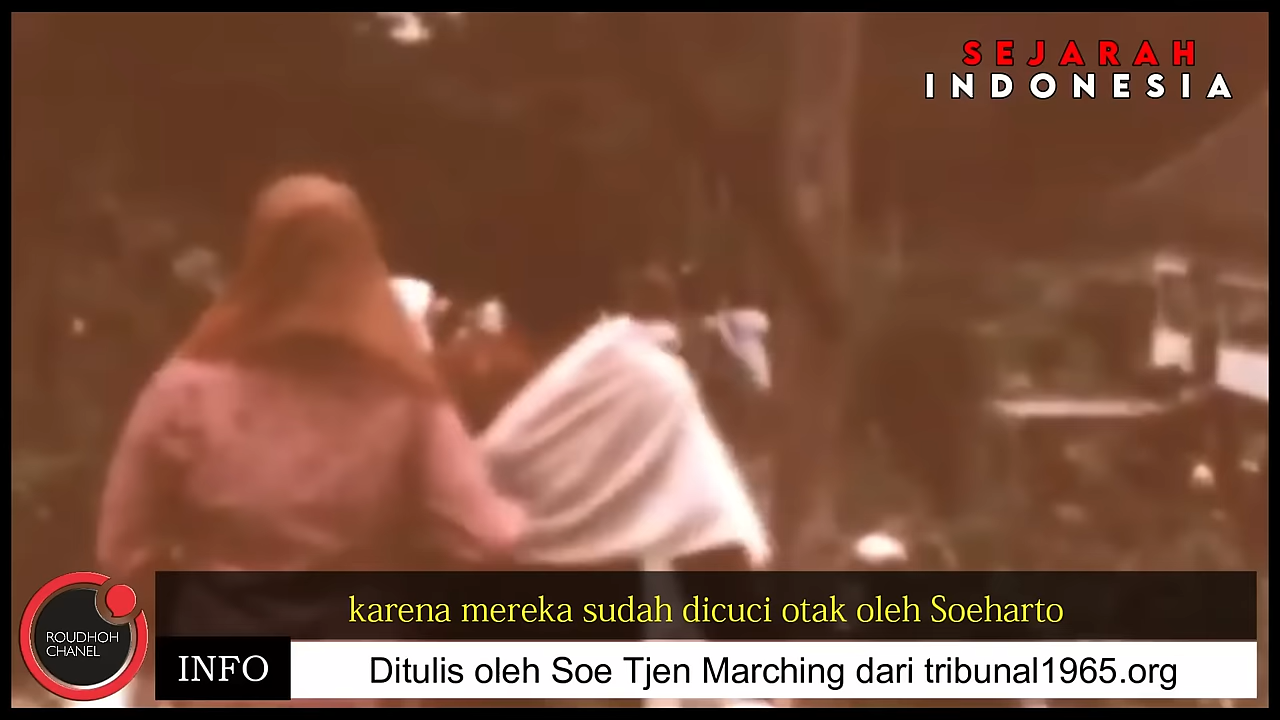 SEJARAH
INDONESIA
karena mereka sudah dicuci otak oleh Soeharto
ROUDHOH
CHANEL
INFO
Ditulis oleh Soe Tjen Marching dari tribunal1965.org